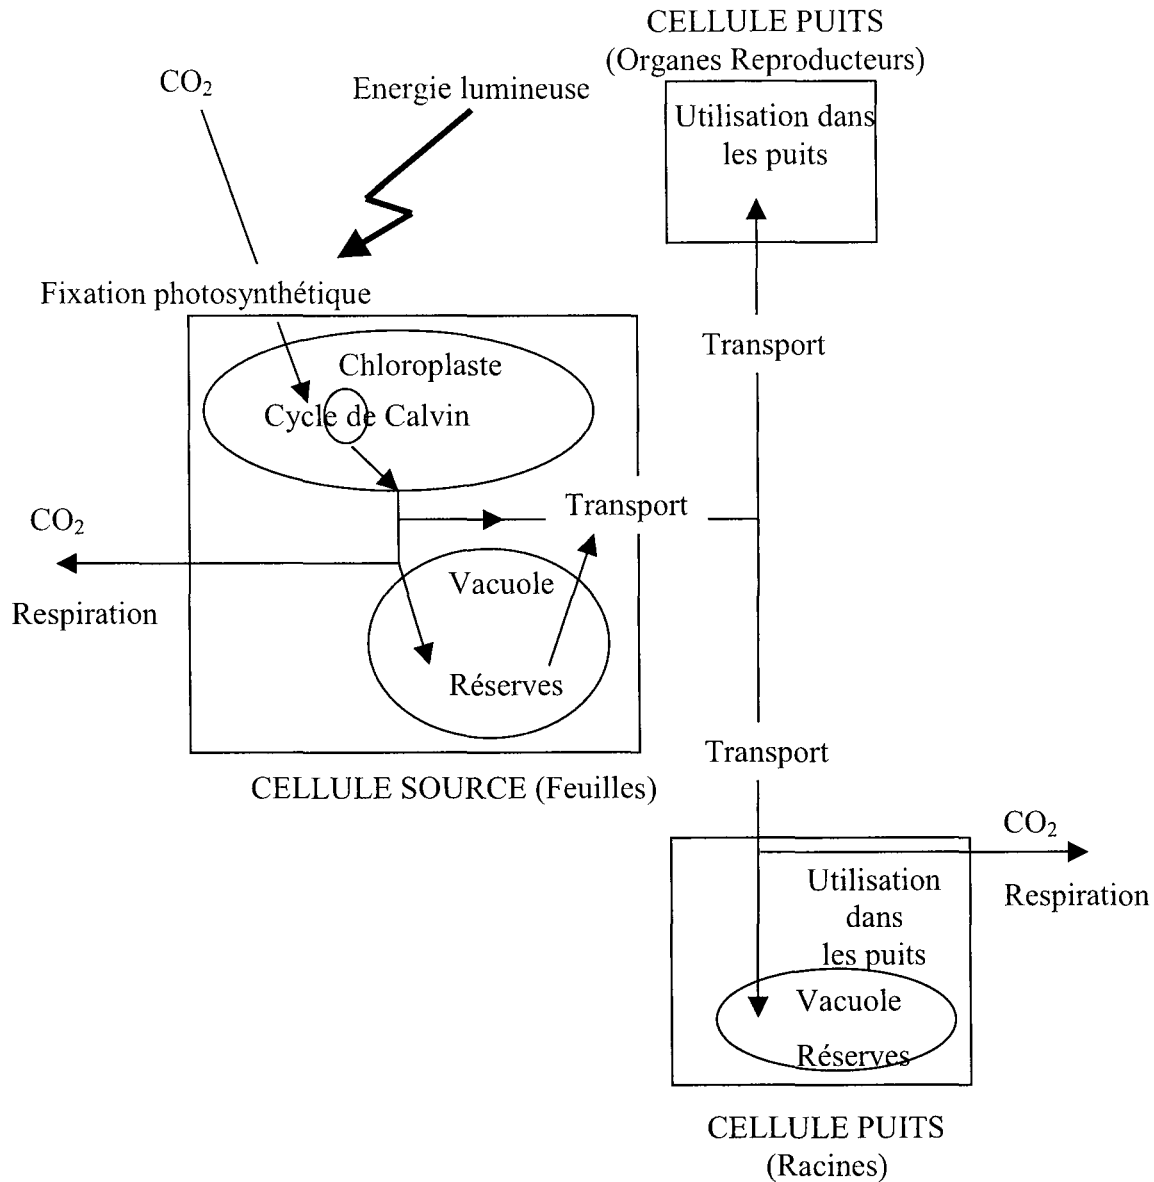 CELLULE PUITS
(Organes Reproducteurs)
CO₂
Energie lumineuse
Utilisation dans
les puits
Fixation photosynthétique
Transport
Chloroplaste
Cycle de Calvin
Transport
CO₂
Respiration
Vacuole
Réserves
Transport
CELLULE SOURCE (Feuilles)
CO₂
Respiration
Utilisation
dans
les puits
Vacuole
Réserves
CELLULE PUITS
(Racines)